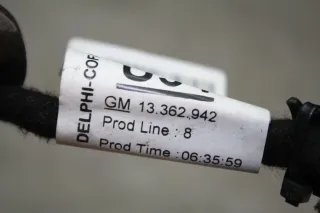 DELPHI-COR
GM 13.362.942
Prod Line : 8
Prod Time : 06:35:59